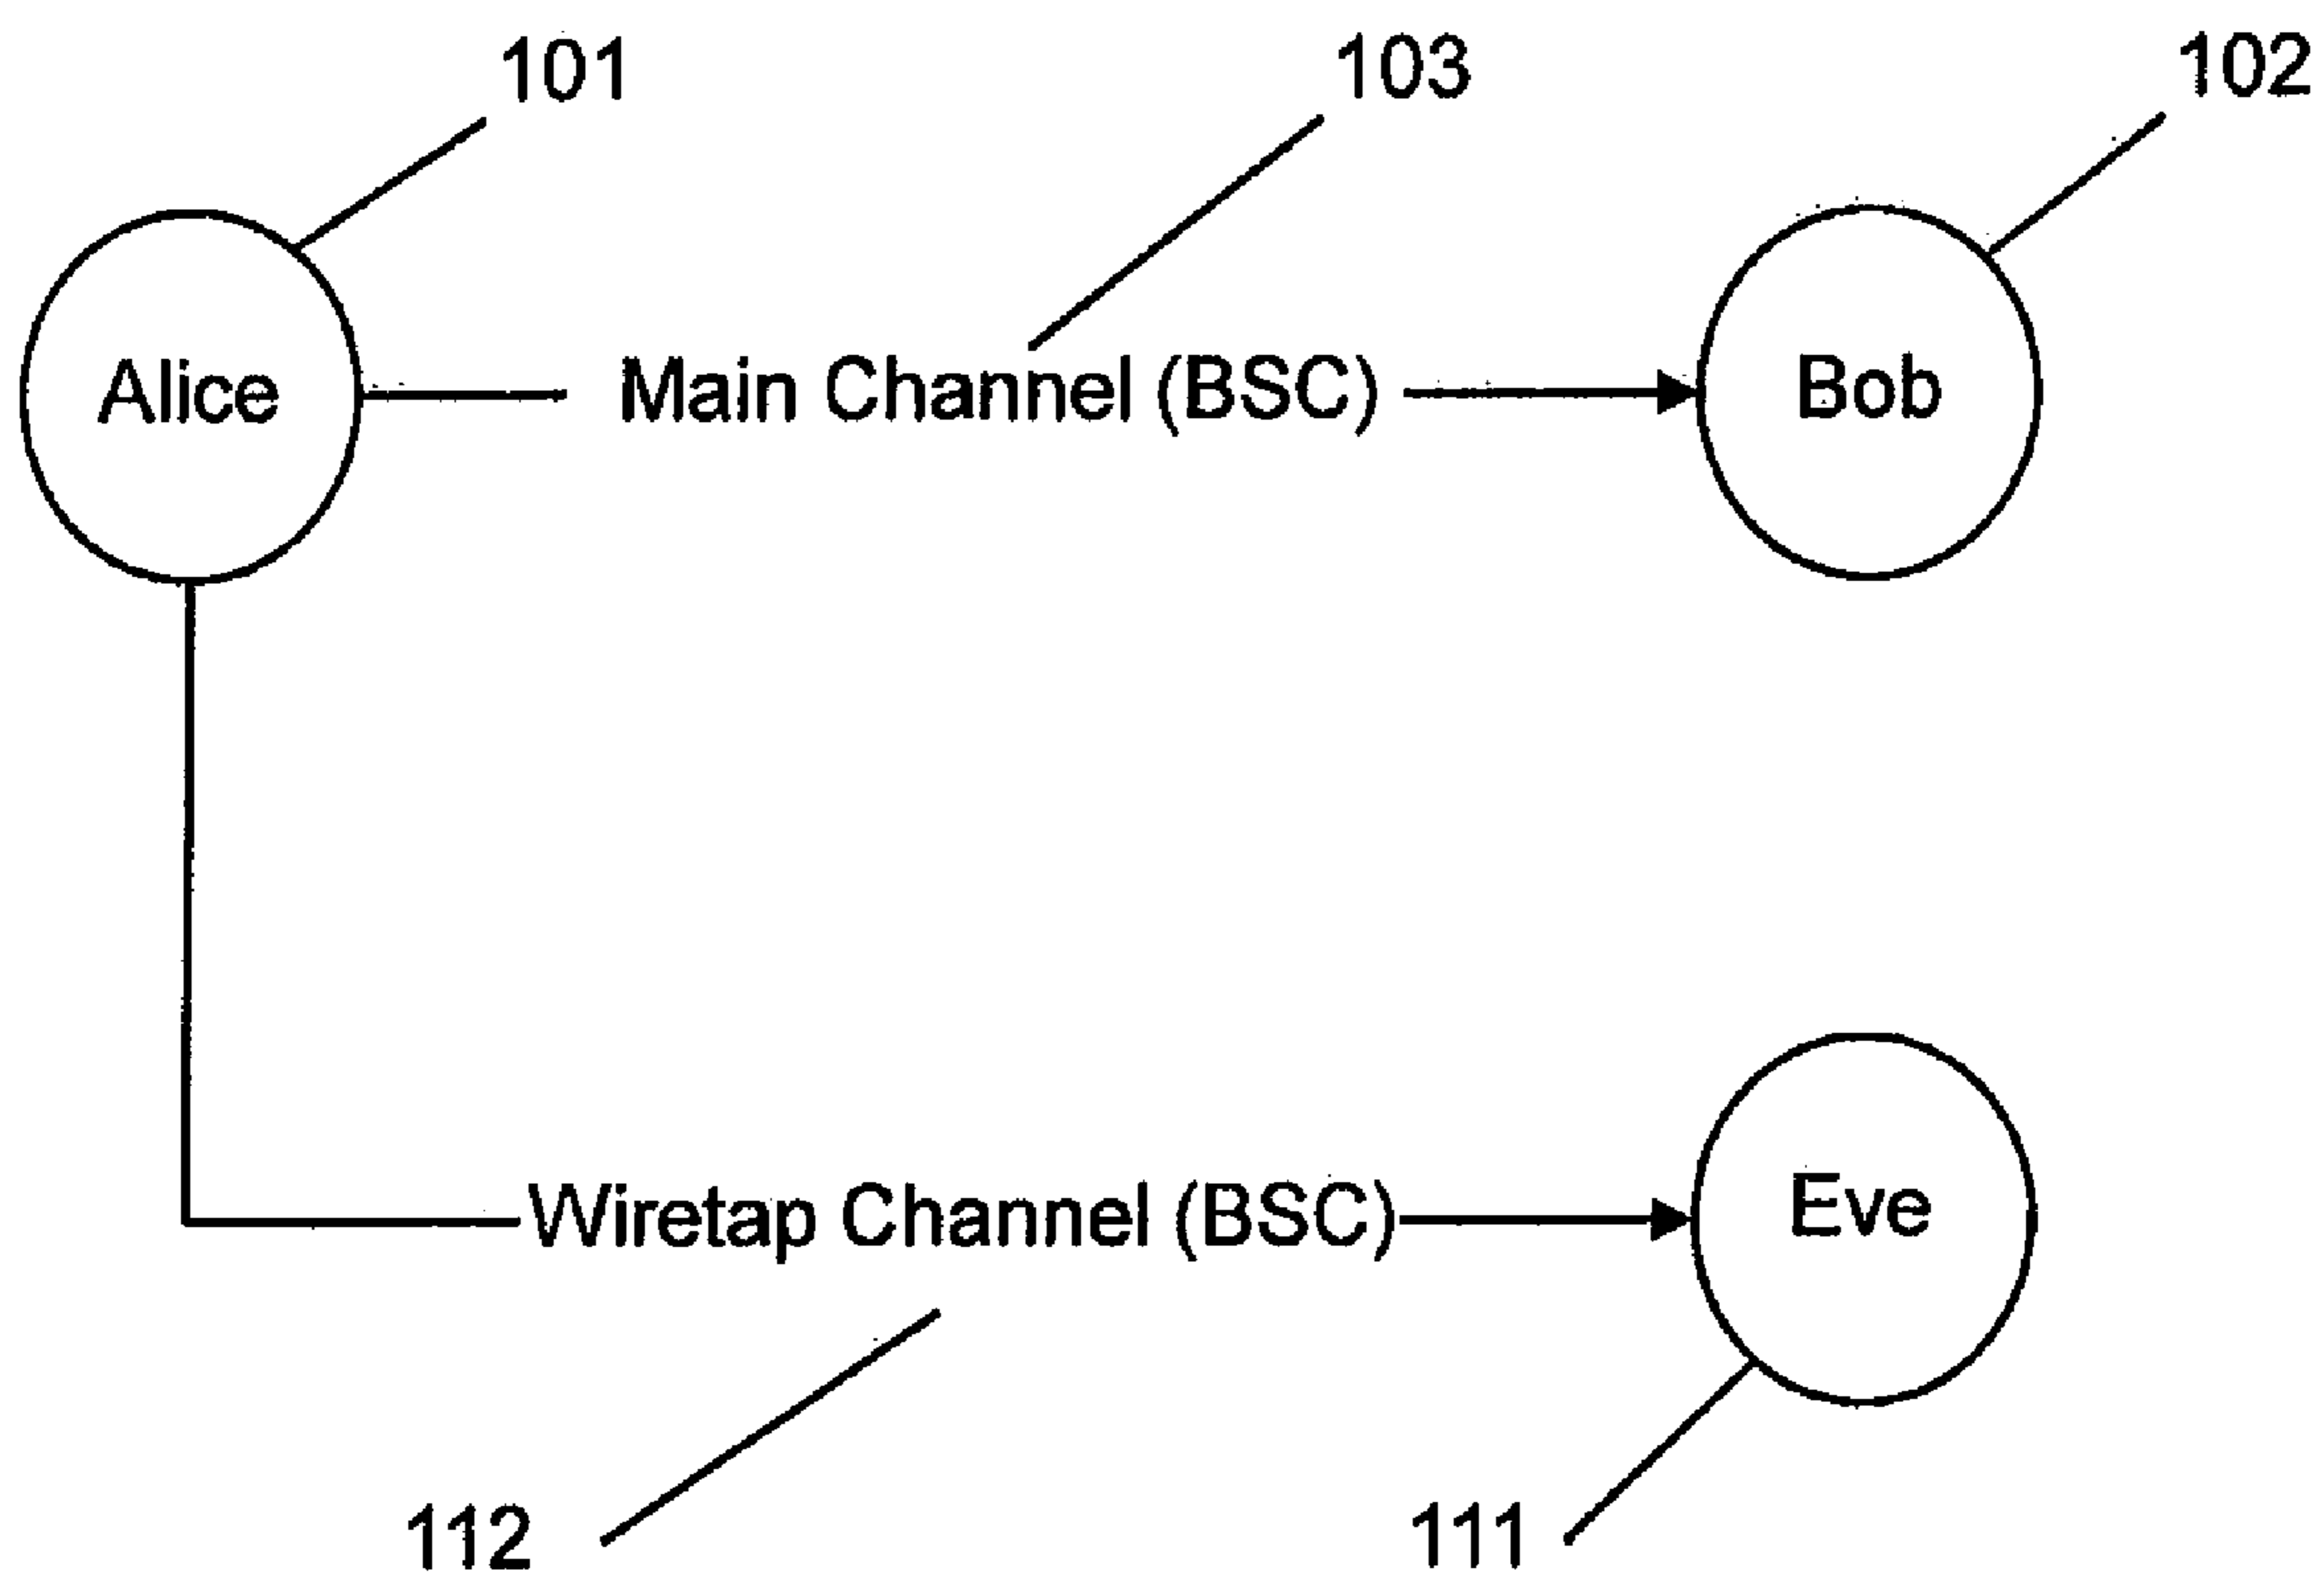 101
103
102
Alice
Main Channel (BSC)
Bob
Wiretap Channel (BSC)
Eve
112
111